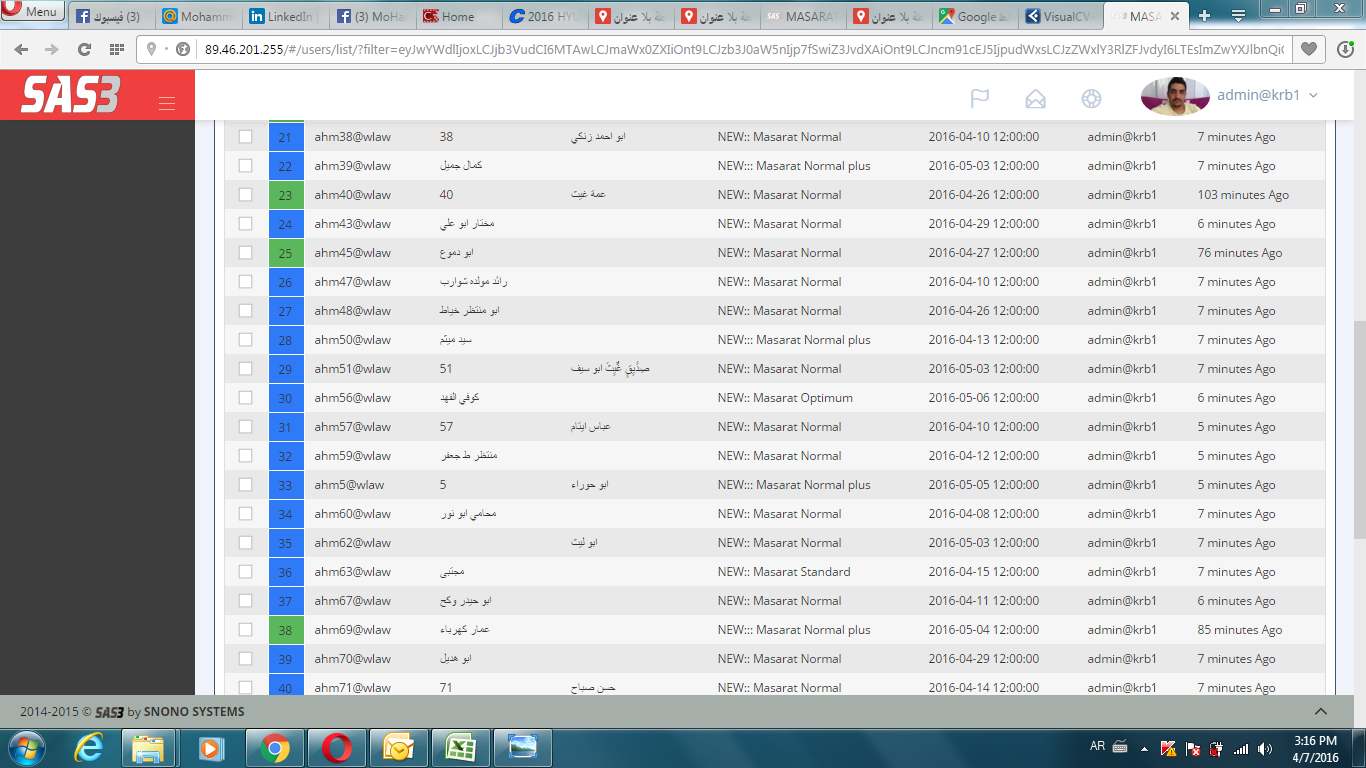 Menu
(3) فيسبوك
Mohamm
LinkedIn
(3) MoHa
Home
2016 HYU
بلا عنوان
بلا عنوان
MASARAT
بلا عنوان
Google
VisualCV
MASA
89.46.201.255/#/users/list/?filter=
SAS3
admin@krb1
21 ahm38@wlaw 38 ابو احمد زنكي NEW:: Masarat Normal 2016-04-10 12:00:00 admin@krb1 7 minutes Ago
22 ahm39@wlaw كمال جميل NEW::: Masarat Normal plus 2016-05-03 12:00:00 admin@krb1 7 minutes Ago
23 ahm40@wlaw 40 عمة غيث NEW:: Masarat Normal 2016-04-26 12:00:00 admin@krb1 103 minutes Ago
24 ahm43@wlaw مختار ابو علي NEW:: Masarat Normal 2016-04-29 12:00:00 admin@krb1 6 minutes Ago
25 ahm45@wlaw ابو دموع NEW:: Masarat Normal 2016-04-27 12:00:00 admin@krb1 76 minutes Ago
26 ahm47@wlaw رائد مولده شوارب NEW:: Masarat Normal 2016-04-10 12:00:00 admin@krb1 7 minutes Ago
27 ahm48@wlaw ابو منتظر خياط NEW:: Masarat Normal 2016-04-26 12:00:00 admin@krb1 7 minutes Ago
28 ahm50@wlaw سيد ميثم NEW::: Masarat Normal plus 2016-04-13 12:00:00 admin@krb1 7 minutes Ago
29 ahm51@wlaw 51 ابو سيف NEW:: Masarat Normal 2016-05-03 12:00:00 admin@krb1 7 minutes Ago
30 ahm56@wlaw كوفي الفهد NEW:: Masarat Optimum 2016-05-06 12:00:00 admin@krb1 6 minutes Ago
31 ahm57@wlaw 57 عباس ايتام NEW:: Masarat Normal 2016-04-10 12:00:00 admin@krb1 5 minutes Ago
32 ahm59@wlaw منتظر ط جعفر NEW:: Masarat Normal 2016-04-12 12:00:00 admin@krb1 5 minutes Ago
33 ahm5@wlaw 5 ابو حوراء NEW::: Masarat Normal plus 2016-05-05 12:00:00 admin@krb1 5 minutes Ago
34 ahm60@wlaw محامي ابو نور NEW:: Masarat Normal 2016-04-08 12:00:00 admin@krb1 7 minutes Ago
35 ahm62@wlaw ابو ليث NEW:: Masarat Normal 2016-05-03 12:00:00 admin@krb1 7 minutes Ago
36 ahm63@wlaw مجتبى NEW:: Masarat Standard 2016-04-15 12:00:00 admin@krb1 7 minutes Ago
37 ahm67@wlaw ابو حيدر وكح NEW:: Masarat Normal 2016-04-11 12:00:00 admin@krb1 6 minutes Ago
38 ahm69@wlaw عمار كهرباء NEW::: Masarat Normal plus 2016-05-04 12:00:00 admin@krb1 85 minutes Ago
39 ahm70@wlaw ابو هديل NEW:: Masarat Normal 2016-04-29 12:00:00 admin@krb1 7 minutes Ago
40 ahm71@wlaw 71 حسن صباح NEW:: Masarat Normal 2016-04-14 12:00:00 admin@krb1 7 minutes Ago
2014-2015 © SAS3 by SNONO SYSTEMS
AR
3:16 PM
4/7/2016